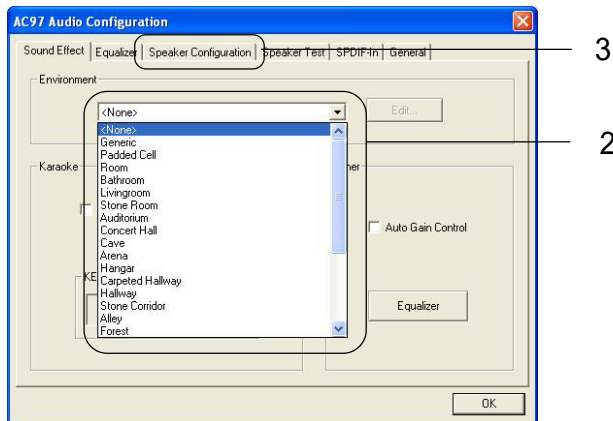 AC97 Audio Configuration
Sound Effect Equalizer Speaker Configuration Speaker Test SPDIF-In General
3
Environment
<None>
Edit...
<None>
Generic
2
Padded Cell
Karaoke
Room
Bathroom
Livingroom
Stone Room
Auditorium
Auto Gain Control
Concert Hall
Cave
Arena
Hangar
KE
Carpeted Hallway
Hallway
Equalizer
Stone Corridor
Alley
Forest
OK